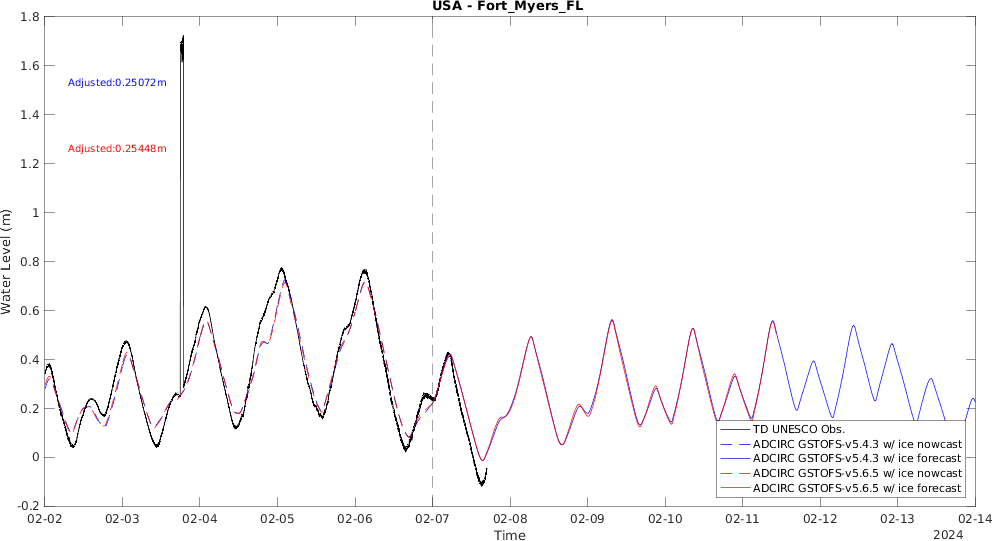 USA - Fort_Myers_FL
1.8
1.6
1.4
1.2
1
0.8
0.6
0.4
0.2
0
-0.2
Water Level (m)
Adjusted:0.25072m
Adjusted:0.25448m
TD UNESCO Obs.
ADCIRC GSTOFS-v5.4.3 w/ ice nowcast
ADCIRC GSTOFS-v5.4.3 w/ ice forecast
ADCIRC GSTOFS-v5.6.5 w/ ice nowcast
ADCIRC GSTOFS-v5.6.5 w/ ice forecast
02-02 02-03 02-04 02-05 02-06 02-07 02-08 02-09 02-10 02-11 02-12 02-13 02-14
Time
2024